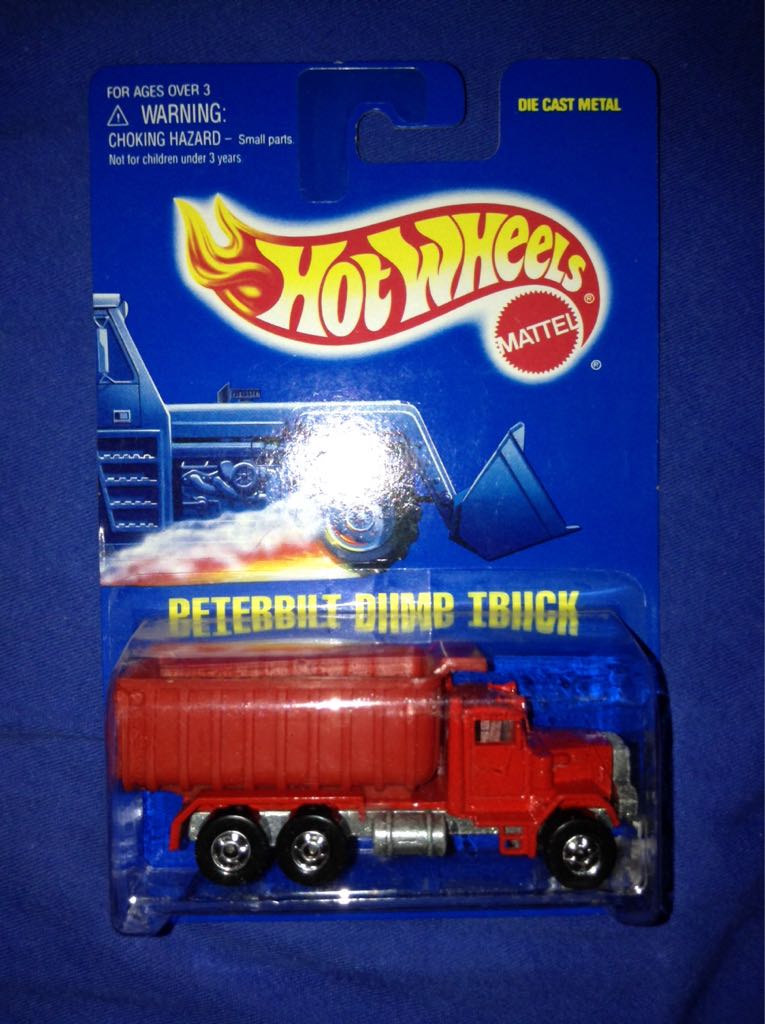 FOR AGES OVER 3
⚠ WARNING:
CHOKING HAZARD – Small parts.
Not for children under 3 years
DIE CAST METAL
HOT WHEELS®
MATTEL
®
PETERBILT DUMP TRUCK